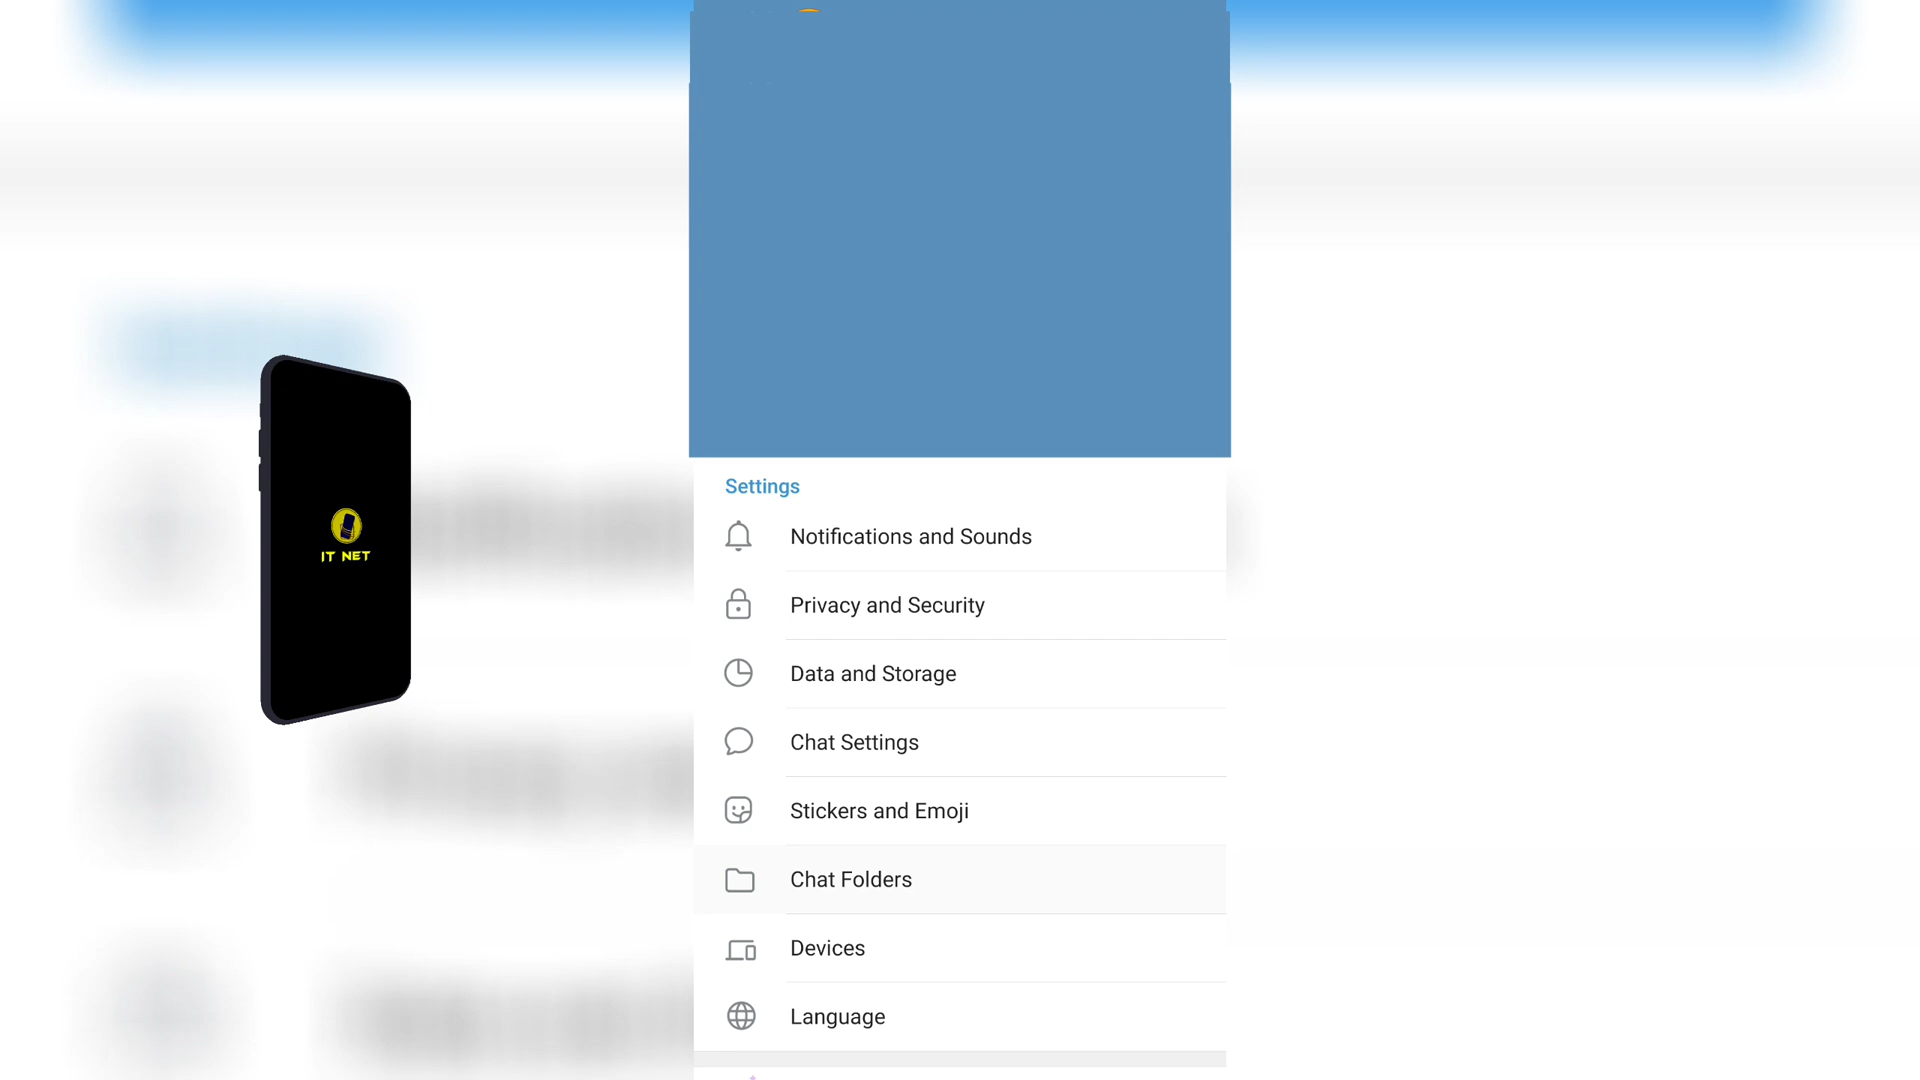 IT NET
Settings
Notifications and Sounds
Privacy and Security
Data and Storage
Chat Settings
Stickers and Emoji
Chat Folders
Devices
Language